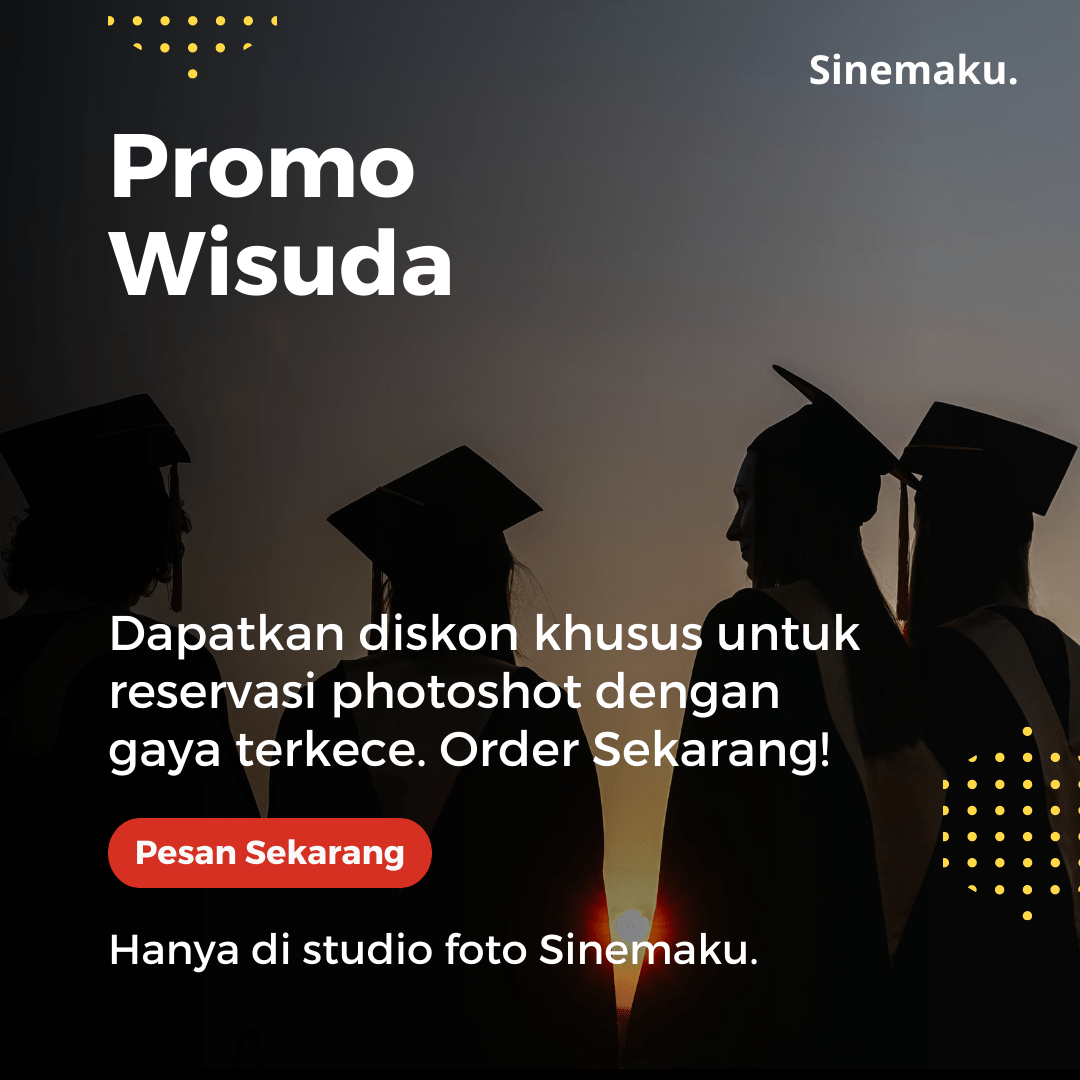 Sinemaku.
Promo
Wisuda
Dapatkan diskon khusus untuk
reservasi photoshot dengan
gaya terkece. Order Sekarang!
Pesan Sekarang
Hanya di studio foto Sinemaku.